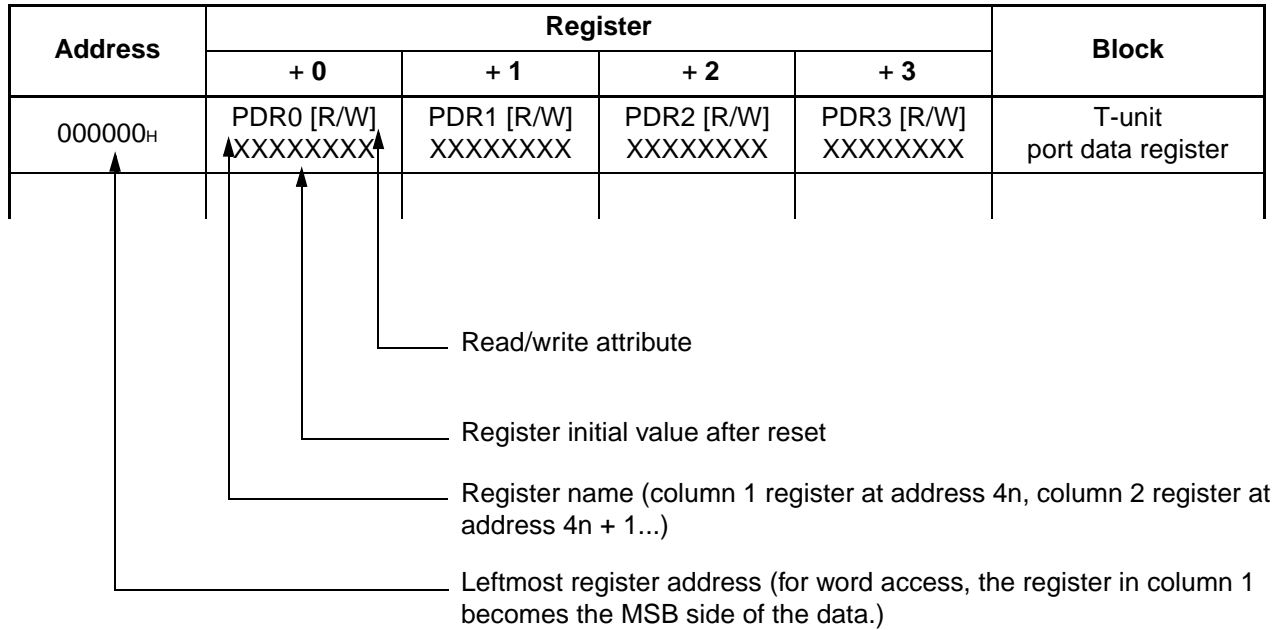 Address
Register
Block
+ 0
+ 1
+ 2
+ 3
000000H
PDR0 [R/W]
XXXXXXXX
PDR1 [R/W]
XXXXXXXX
PDR2 [R/W]
XXXXXXXX
PDR3 [R/W]
XXXXXXXX
T-unit
port data register
Read/write attribute
Register initial value after reset
Register name (column 1 register at address 4n, column 2 register at
address 4n + 1...)
Leftmost register address (for word access, the register in column 1
becomes the MSB side of the data.)